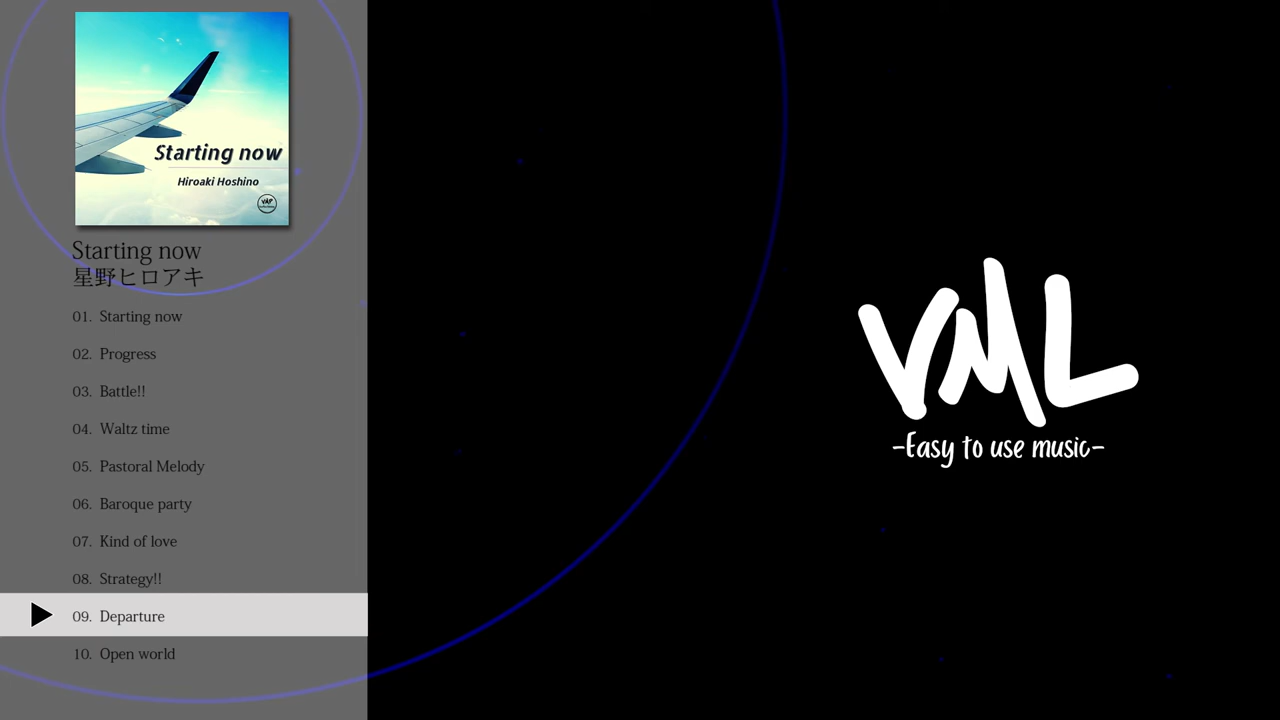 Starting now
Hiroaki Hoshino
Starting now
星野ヒロアキ
01. Starting now
02. Progress
03. Battle!!
04. Waltz time
05. Pastoral Melody
06. Baroque party
07. Kind of love
08. Strategy!!
09. Departure
10. Open world
VML
-Easy to use music-